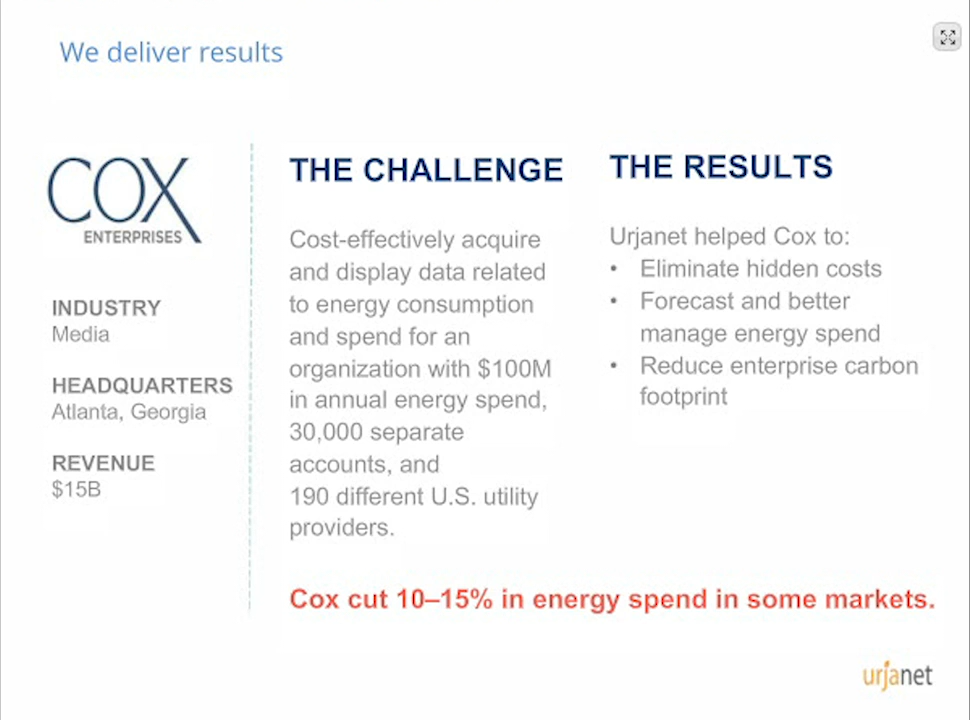 We deliver results
COX
ENTERPRISES
INDUSTRY
Media
HEADQUARTERS
Atlanta, Georgia
REVENUE
$15B
THE CHALLENGE
Cost-effectively acquire
and display data related
to energy consumption
and spend for an
organization with $100M
in annual energy spend,
30,000 separate
accounts, and
190 different U.S. utility
providers.
THE RESULTS
Urjanet helped Cox to:
• Eliminate hidden costs
• Forecast and better
manage energy spend
• Reduce enterprise carbon
footprint
Cox cut 10–15% in energy spend in some markets.
urjanet